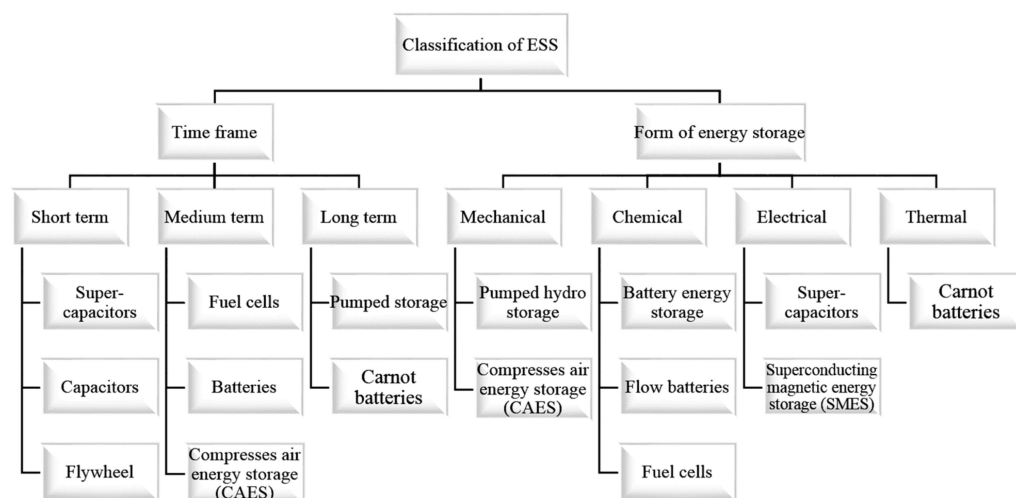 Classification of ESS
Time frame
Form of energy storage
Short term
Medium term
Long term
Mechanical
Chemical
Electrical
Thermal
Super-
capacitors
Fuel cells
Pumped storage
Pumped hydro
storage
Battery energy
storage
Super-
capacitors
Carnot
batteries
Capacitors
Batteries
Carnot
batteries
Compresses air
energy storage
(CAES)
Flow batteries
Superconducting
magnetic energy
storage (SMES)
Flywheel
Compresses air
energy storage
(CAES)
Fuel cells